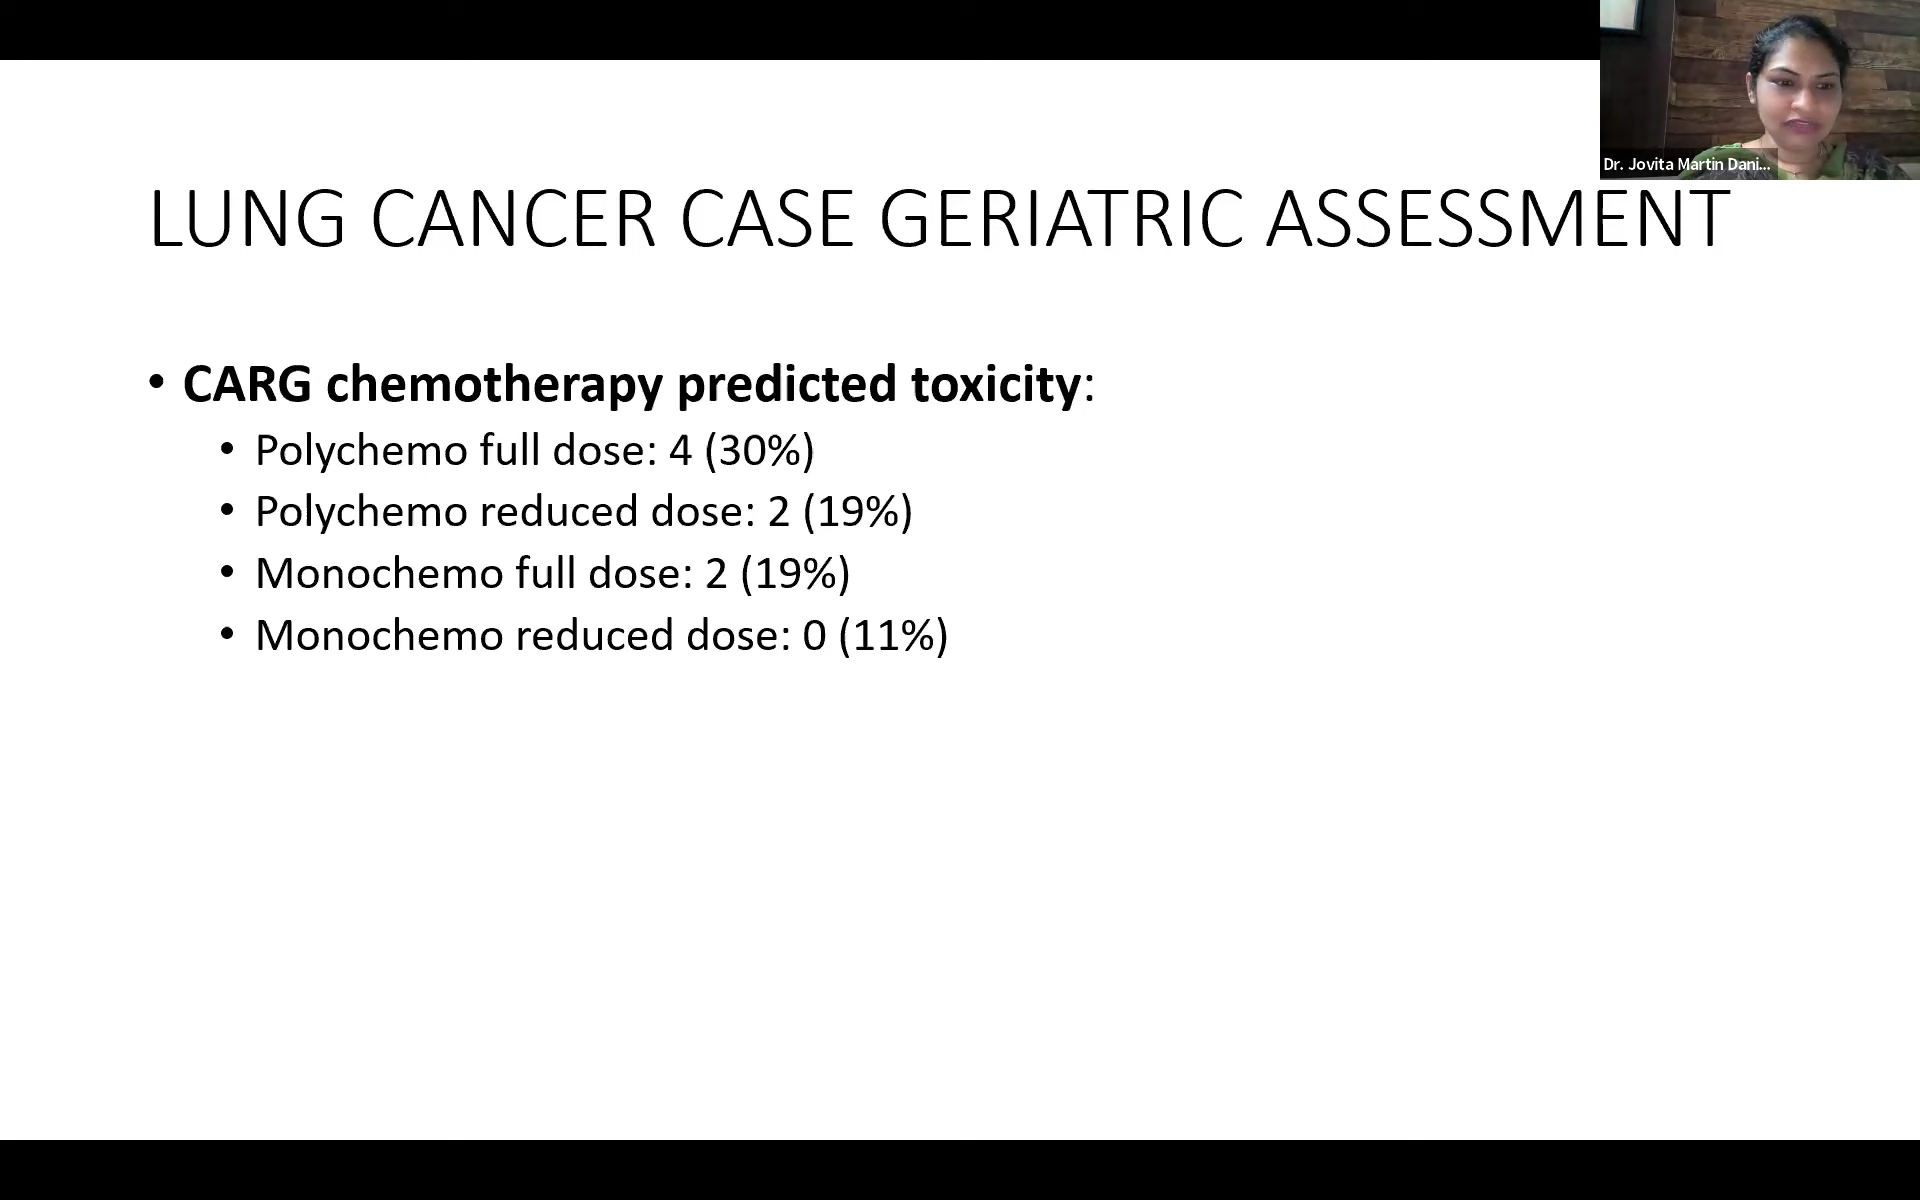 Dr. Jovita Martin Dani...
LUNG CANCER CASE GERIATRIC ASSESSMENT
• CARG chemotherapy predicted toxicity:
• Polychemo full dose: 4 (30%)
• Polychemo reduced dose: 2 (19%)
• Monochemo full dose: 2 (19%)
• Monochemo reduced dose: 0 (11%)